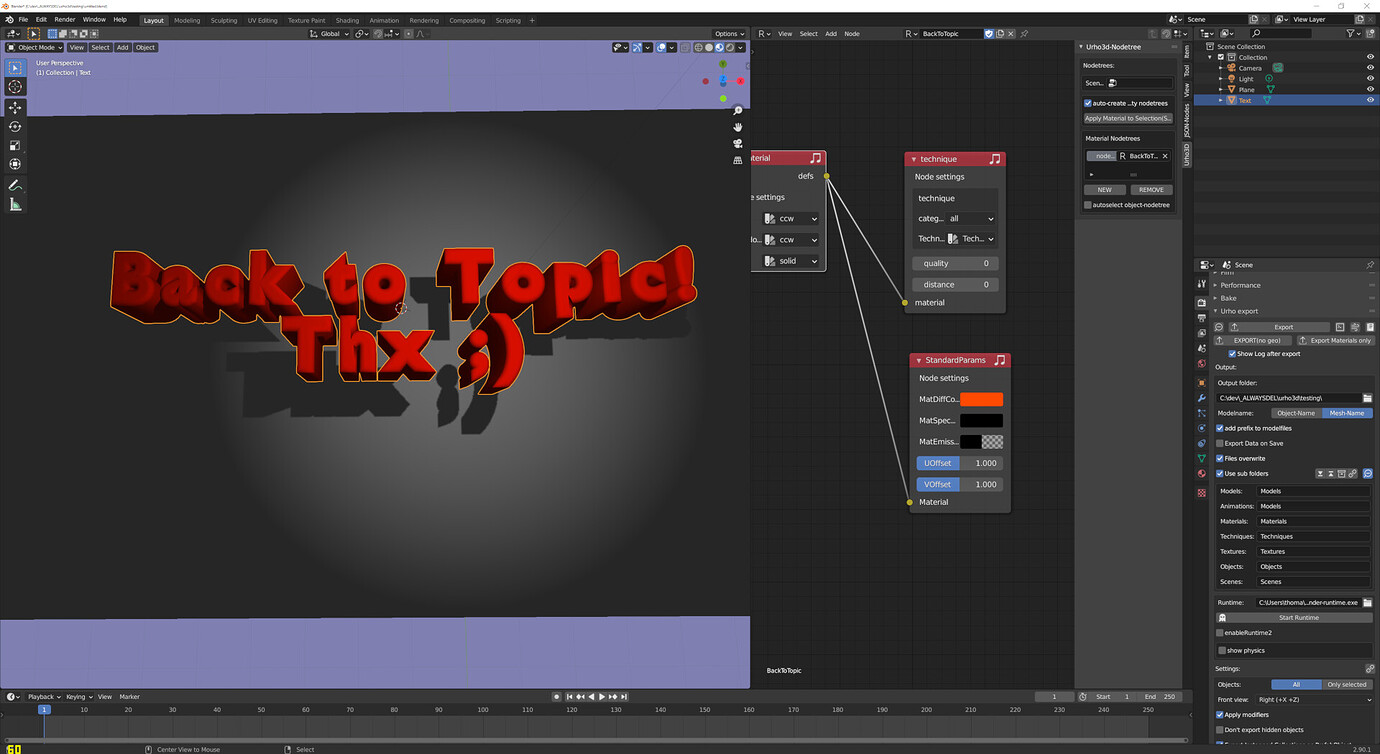 File Edit Render Window Help
Layout Modeling Sculpting UV Editing Texture Paint Shading Animation Rendering Compositing Scripting +
Scene
View Layer
Global
BackToTopic
View Select Add Node
Object Mode View Select Add Object
Options
User Perspective
(1) Collection | Text
Back to Topic!
Thx ;)
defs
e settings
ccw
ccw
solid
technique
Node settings
technique
categ... all
Techn... Tech...
quality 0
distance 0
material
StandardParams
Node settings
MatDiffCo...
MatSpec...
MatEmiss...
UOffset 1.000
VOffset 1.000
Material
BackToTopic
Urho3d-Nodetree
Nodetrees:
Scen...
auto-create ...ty nodetrees
Apply Material to Selection(S...
Material Nodetrees
node... R BackToT...
NEW REMOVE
autoselect object-nodetree
Item
Tool
View
JSON-Nodes
Urho3D
Scene Collection
Collection
Camera
Light
Plane
Text
Scene
Performance
Bake
Urho export
Export
EXPORT(no geo) Export Materials only
Show Log after export
Output:
Output folder:
C:\dev\_ALWAYSDEL\urho3d\testing\
Modelname: Object-Name Mesh-Name
add prefix to modelfiles
Export Data on Save
Files overwrite
Use sub folders
Models: Models
Animations: Models
Materials: Materials
Techniques: Techniques
Textures: Textures
Objects: Objects
Scenes: Scenes
Runtime: C:\Users\thoma\...nder-runtime.exe
Start Runtime
enableRuntime2
show physics
Settings:
Objects: All Only selected
Front view: Right (+X +Z)
Apply modifiers
Don't export hidden objects
Playback Keying View Marker
1 Start 1 End 250
1 10 20 30 40 50 60 70 80 90 100 110 120 130 140 150 160 170 180 190 200 210 220 230 240 250
60 Center View to Mouse Select
2.90.1